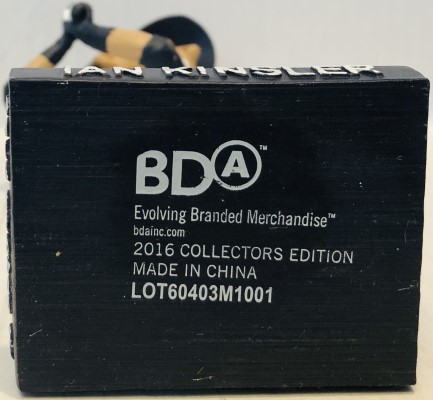 IAN KINSLER
BDA™
Evolving Branded Merchandise™
bdainc.com
2016 COLLECTORS EDITION
MADE IN CHINA
LOT60403M1001